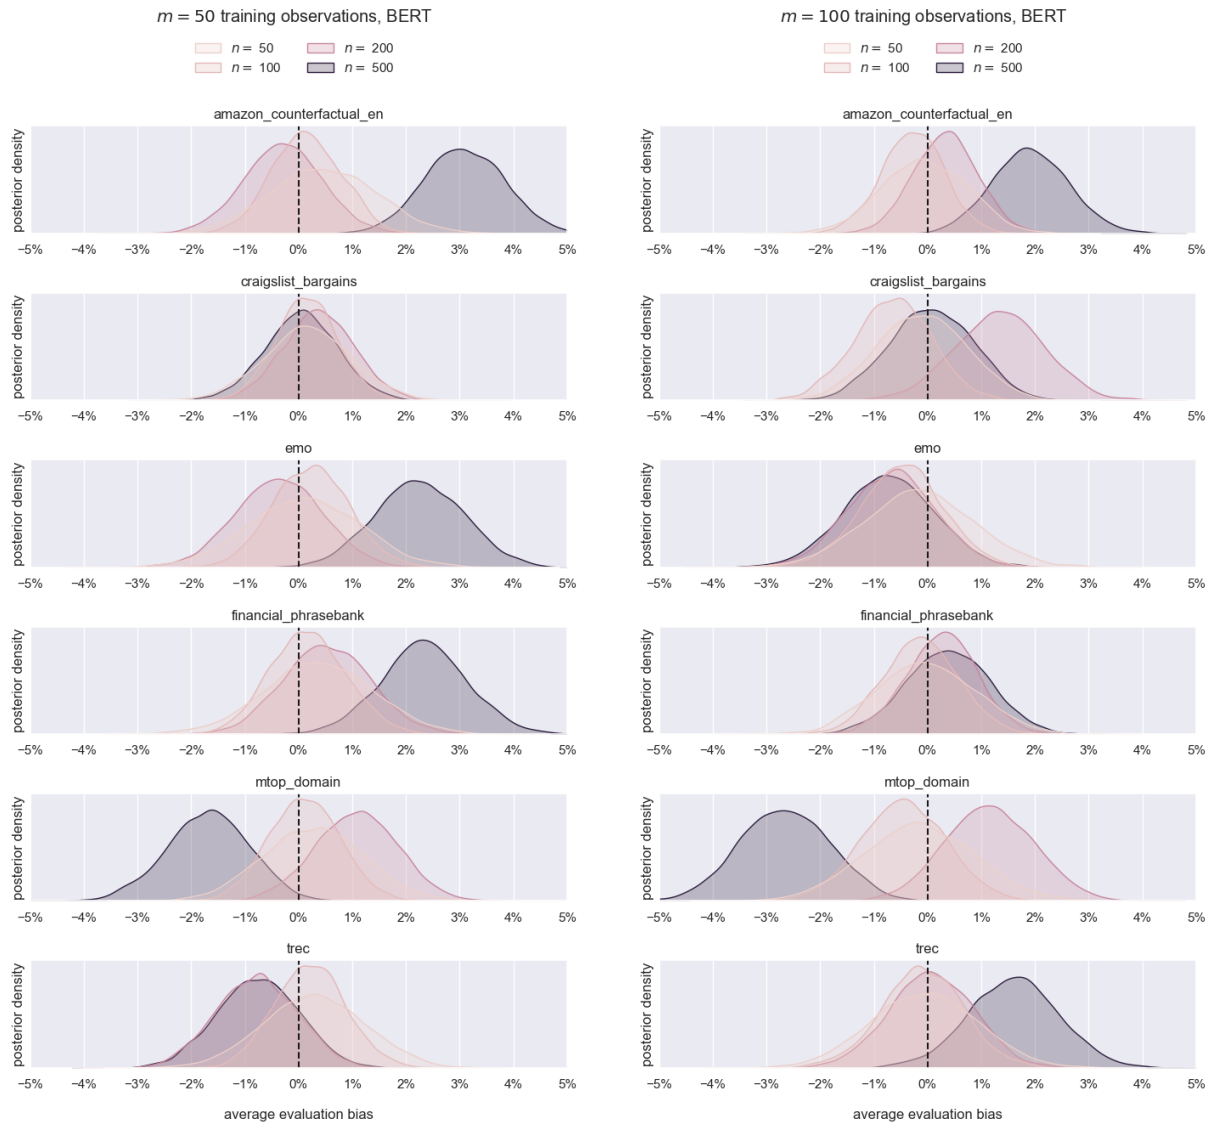 m = 50 training observations, BERT
n = 50
n = 200
n = 100
n = 500
amazon_counterfactual_en
posterior density
−5% −4% −3% −2% −1% 0% 1% 2% 3% 4% 5%
craigslist_bargains
posterior density
−5% −4% −3% −2% −1% 0% 1% 2% 3% 4% 5%
emo
posterior density
−5% −4% −3% −2% −1% 0% 1% 2% 3% 4% 5%
financial_phrasebank
posterior density
−5% −4% −3% −2% −1% 0% 1% 2% 3% 4% 5%
mtop_domain
posterior density
−5% −4% −3% −2% −1% 0% 1% 2% 3% 4% 5%
trec
posterior density
−5% −4% −3% −2% −1% 0% 1% 2% 3% 4% 5%
average evaluation bias
m = 100 training observations, BERT
n = 50
n = 200
n = 100
n = 500
amazon_counterfactual_en
posterior density
−5% −4% −3% −2% −1% 0% 1% 2% 3% 4% 5%
craigslist_bargains
posterior density
−5% −4% −3% −2% −1% 0% 1% 2% 3% 4% 5%
emo
posterior density
−5% −4% −3% −2% −1% 0% 1% 2% 3% 4% 5%
financial_phrasebank
posterior density
−5% −4% −3% −2% −1% 0% 1% 2% 3% 4% 5%
mtop_domain
posterior density
−5% −4% −3% −2% −1% 0% 1% 2% 3% 4% 5%
trec
posterior density
−5% −4% −3% −2% −1% 0% 1% 2% 3% 4% 5%
average evaluation bias